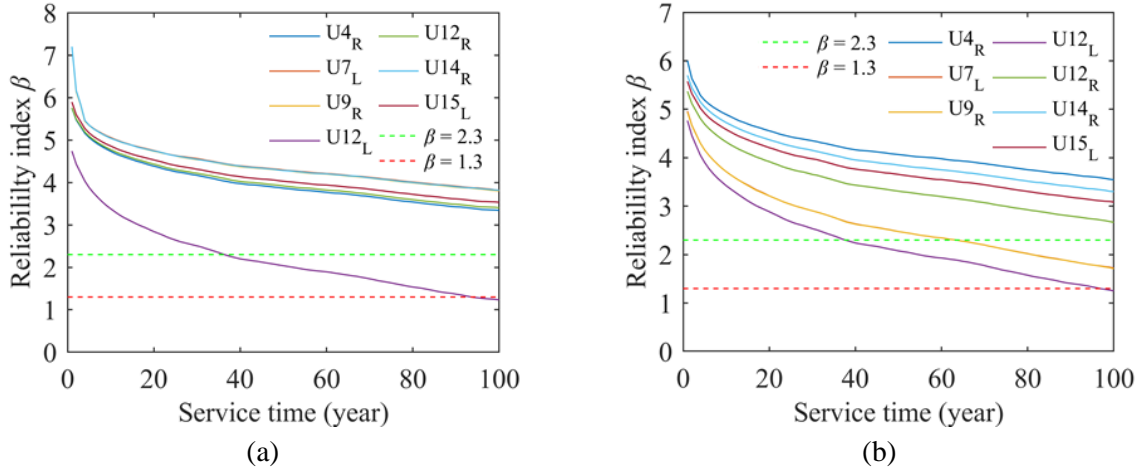 8
7
6
5
4
3
2
1
0
Reliabililty index β
U4R
U7L
U9R
U12L
U12R
U14R
U15L
β = 2.3
β = 1.3
0 20 40 60 80 100
Service time (year)
(a)
7
6
5
4
3
2
1
0
Reliabililty index β
β = 2.3
β = 1.3
U4R
U7L
U9R
U12L
U12R
U14R
U15L
0 20 40 60 80 100
Service time (year)
(b)